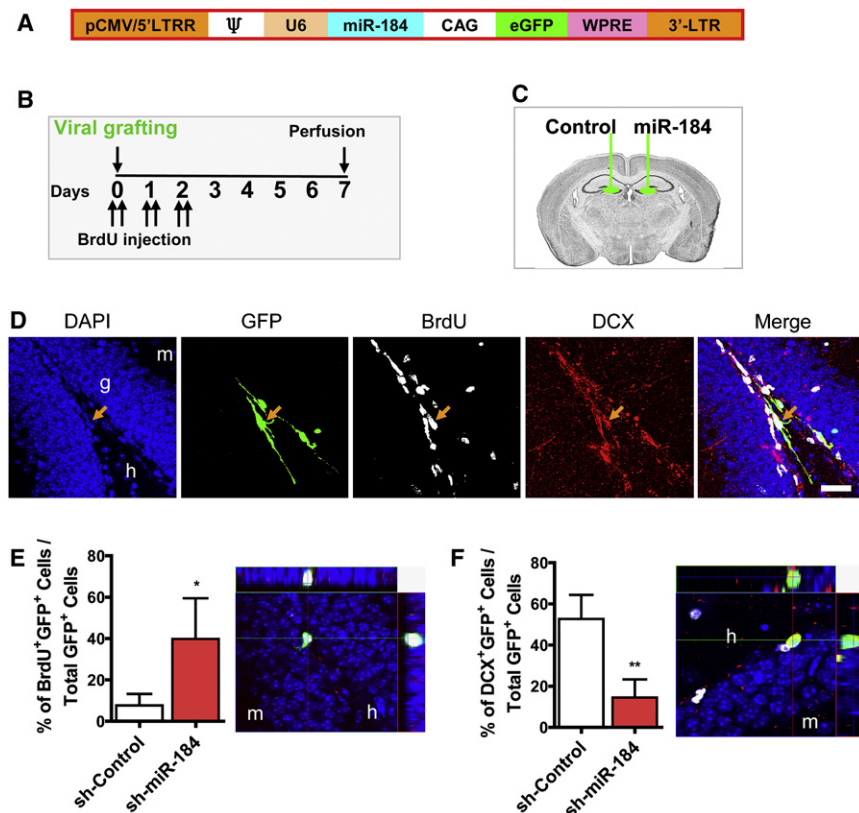 A
pCMV/5'LTRR Ψ U6 miR-184 CAG eGFP WPRE 3'-LTR
B
Viral grafting
Perfusion
Days 0 1 2 3 4 5 6 7
BrdU injection
C
Control miR-184
D
DAPI GFP BrdU DCX Merge
m
g
h
E
% of BrdU+GFP+ Cells /
Total GFP+ Cells
80
60
40
20
0
*
sh-Control
sh-miR-184
m
h
F
% of DCX+GFP+ Cells /
Total GFP+ Cells
80
60
40
20
0
**
sh-Control
sh-miR-184
h
m